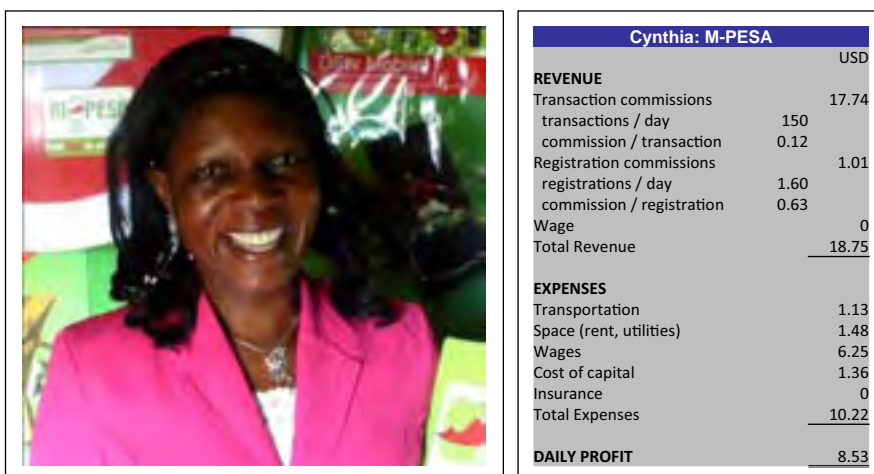 M-PESA
Cynthia: M-PESA
USD
REVENUE
Transaction commissions 17.74
transactions / day 150
commission / transaction 0.12
Registration commissions 1.01
registrations / day 1.60
commission / registration 0.63
Wage 0
Total Revenue 18.75
EXPENSES
Transportation 1.13
Space (rent, utilities) 1.48
Wages 6.25
Cost of capital 1.36
Insurance 0
Total Expenses 10.22
DAILY PROFIT 8.53